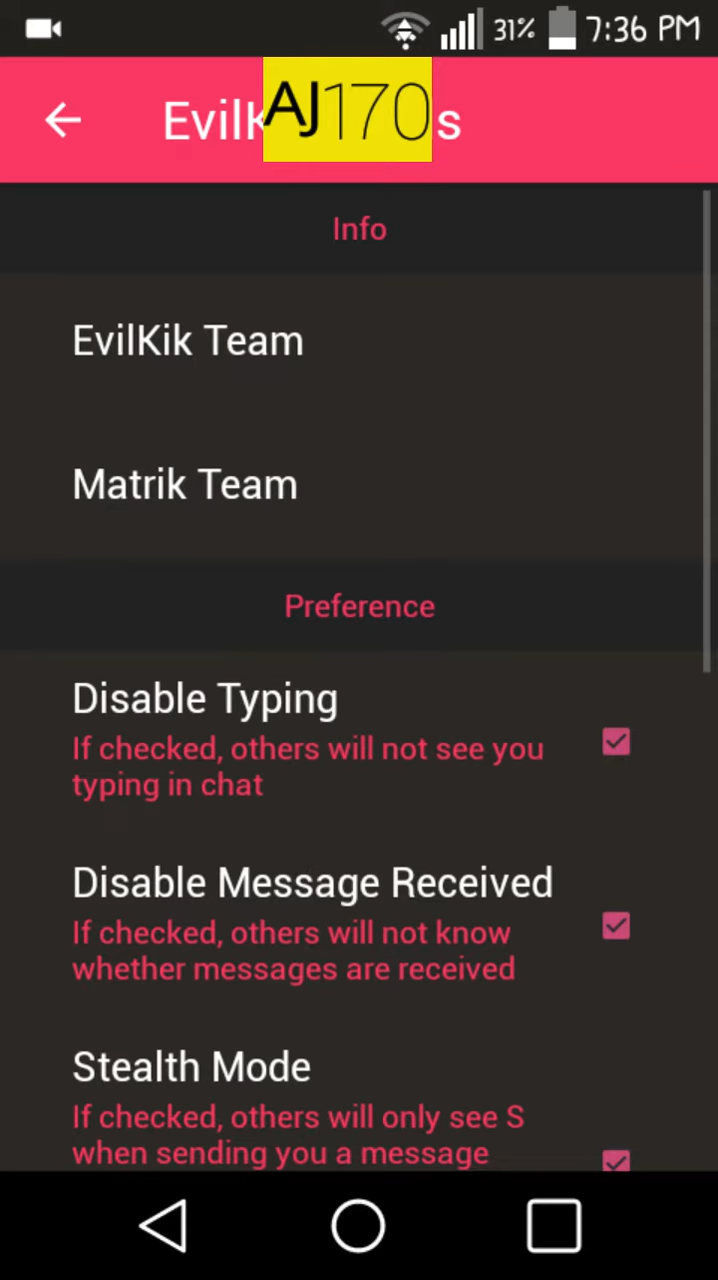 31% 7:36 PM
AJ170
Info
EvilKik Team
Matrik Team
Preference
Disable Typing
If checked, others will not see you
typing in chat
Disable Message Received
If checked, others will not know
whether messages are received
Stealth Mode
If checked, others will only see S
when sending you a message